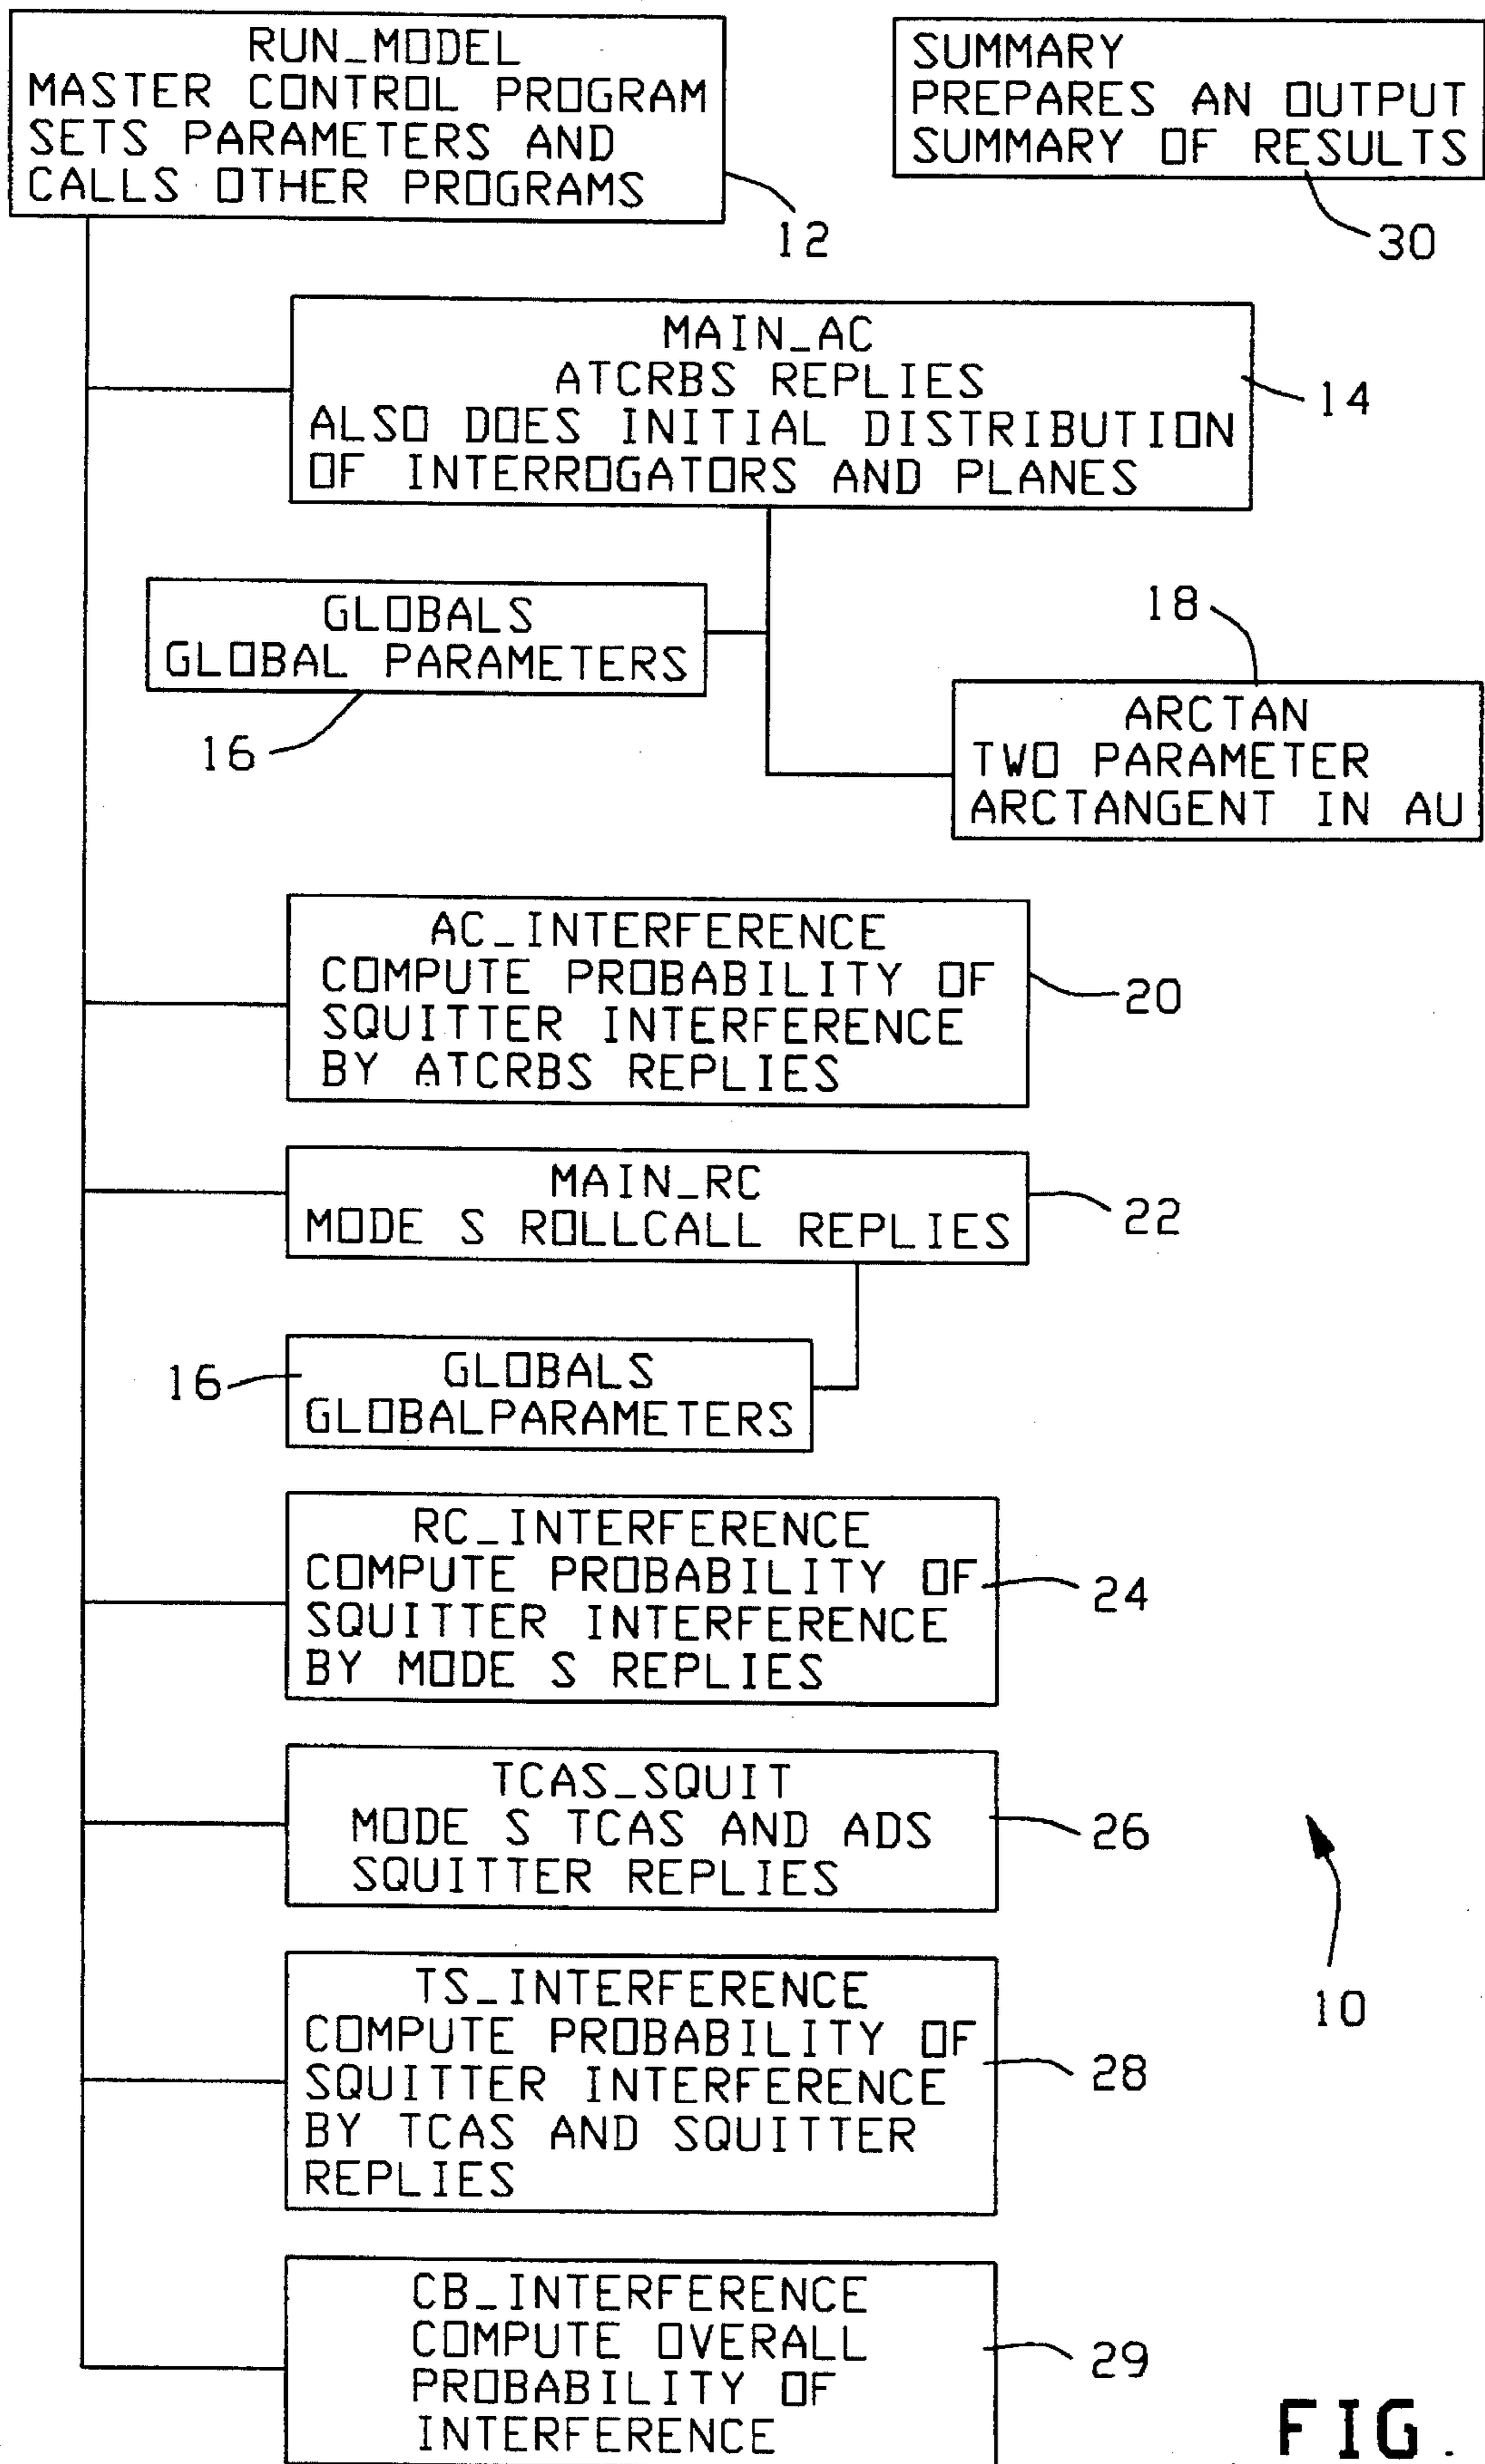 RUN_MODEL
MASTER CONTROL PROGRAM
SETS PARAMETERS AND
CALLS OTHER PROGRAMS
12
SUMMARY
PREPARES AN OUTPUT
SUMMARY OF RESULTS
30
MAIN_AC
ATCRBS REPLIES
ALSO DOES INITIAL DISTRIBUTION
OF INTERROGATORS AND PLANES
14
GLOBALS
GLOBAL PARAMETERS
16
18
ARCTAN
TWO PARAMETER
ARCTANGENT IN AU
AC_INTERFERENCE
COMPUTE PROBABILITY OF
SQUITTER INTERFERENCE
BY ATCRBS REPLIES
20
MAIN_RC
MODE S ROLLCALL REPLIES
22
16
GLOBALS
GLOBALPARAMETERS
RC_INTERFERENCE
COMPUTE PROBABILITY OF
SQUITTER INTERFERENCE
BY MODE S REPLIES
24
TCAS_SQUIT
MODE S TCAS AND ADS
SQUITTER REPLIES
26
10
TS_INTERFERENCE
COMPUTE PROBABILITY OF
SQUITTER INTERFERENCE
BY TCAS AND SQUITTER
REPLIES
28
CB_INTERFERENCE
COMPUTE OVERALL
PROBABILITY OF
INTERFERENCE
29
FIG.